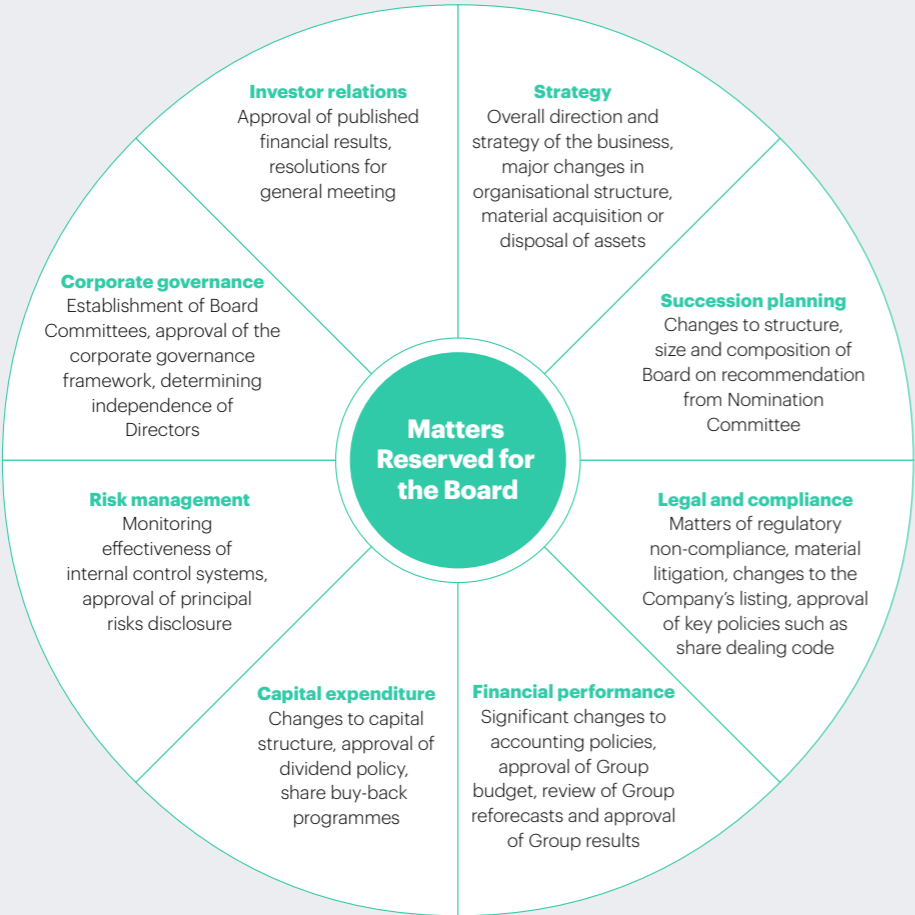 Investor relations
Approval of published
financial results,
resolutions for
general meeting
Strategy
Overall direction and
strategy of the business,
major changes in
organisational structure,
material acquisition or
disposal of assets
Corporate governance
Establishment of Board
Committees, approval of the
corporate governance
framework, determining
independence of
Directors
Succession planning
Changes to structure,
size and composition of
Board on recommendation
from Nomination
Committee
Matters
Reserved for
the Board
Risk management
Monitoring
effectiveness of
internal control systems,
approval of principal
risks disclosure
Legal and compliance
Matters of regulatory
non-compliance, material
litigation, changes to the
Company’s listing, approval
of key policies such as
share dealing code
Capital expenditure
Changes to capital
structure, approval of
dividend policy,
share buy-back
programmes
Financial performance
Significant changes to
accounting policies,
approval of Group
budget, review of Group
reforecasts and approval
of Group results